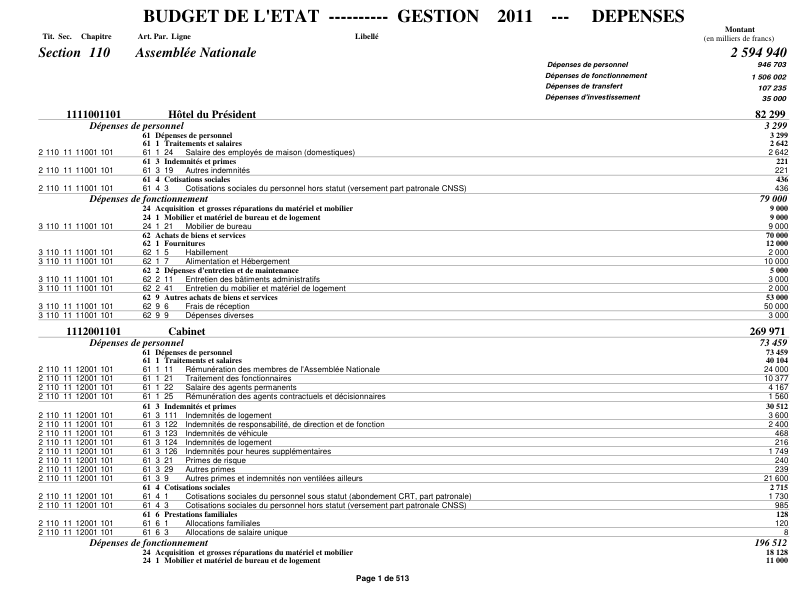 BUDGET DE L'ETAT ---------- GESTION 2011 --- DEPENSES
Tit. Sec. Chapitre Art. Par. Ligne Libellé Montant
(en milliers de francs)
Section 110 Assemblée Nationale 2 594 940
Dépenses de personnel 946 703
Dépenses de fonctionnement 1 506 002
Dépenses de transfert 107 235
Dépenses d'investissement 35 000
1111001101 Hôtel du Président 82 299
Dépenses de personnel 3 299
61 Dépenses de personnel 3 299
61 1 Traitements et salaires 2 642
2 110 11 11001 101 61 1 24 Salaire des employés de maison (domestiques) 2 642
61 3 Indemnités et primes 221
2 110 11 11001 101 61 3 19 Autres indemnités 221
61 4 Cotisations sociales 436
2 110 11 11001 101 61 4 3 Cotisations sociales du personnel hors statut (versement part patronale CNSS) 436
Dépenses de fonctionnement 79 000
24 Acquisition et grosses réparations du matériel et mobilier 9 000
24 1 Mobilier et matériel de bureau et de logement 9 000
3 110 11 11001 101 24 1 21 Mobilier de bureau 9 000
62 Achats de biens et services 70 000
62 1 Fournitures 12 000
3 110 11 11001 101 62 1 5 Habillement 2 000
3 110 11 11001 101 62 1 7 Alimentation et Hébergement 10 000
62 2 Dépenses d'entretien et de maintenance 5 000
3 110 11 11001 101 62 2 11 Entretien des bâtiments administratifs 3 000
3 110 11 11001 101 62 2 41 Entretien du mobilier et matériel de logement 2 000
62 9 Autres achats de biens et services 53 000
3 110 11 11001 101 62 9 6 Frais de réception 50 000
3 110 11 11001 101 62 9 9 Dépenses diverses 3 000
1112001101 Cabinet 269 971
Dépenses de personnel 73 459
61 Dépenses de personnel 73 459
61 1 Traitements et salaires 40 104
2 110 11 12001 101 61 1 11 Rémunération des membres de l'Assemblée Nationale 24 000
2 110 11 12001 101 61 1 21 Traitement des fonctionnaires 10 377
2 110 11 12001 101 61 1 22 Salaire des agents permanents 4 167
2 110 11 12001 101 61 1 25 Rémunération des agents contractuels et décisionnaires 1 560
61 3 Indemnités et primes 30 512
2 110 11 12001 101 61 3 111 Indemnités de logement 3 600
2 110 11 12001 101 61 3 122 Indemnités de responsabilité, de direction et de fonction 2 400
2 110 11 12001 101 61 3 123 Indemnités de véhicule 468
2 110 11 12001 101 61 3 124 Indemnités de logement 216
2 110 11 12001 101 61 3 126 Indemnités pour heures supplémentaires 1 749
2 110 11 12001 101 61 3 21 Primes de risque 240
2 110 11 12001 101 61 3 29 Autres primes 239
2 110 11 12001 101 61 3 9 Autres primes et indemnités non ventilées ailleurs 21 600
61 4 Cotisations sociales 2 715
2 110 11 12001 101 61 4 1 Cotisations sociales du personnel sous statut (abondement CRT, part patronale) 1 730
2 110 11 12001 101 61 4 3 Cotisations sociales du personnel hors statut (versement part patronale CNSS) 985
61 6 Prestations familiales 128
2 110 11 12001 101 61 6 1 Allocations familiales 120
2 110 11 12001 101 61 6 3 Allocations de salaire unique 8
Dépenses de fonctionnement 196 512
24 Acquisition et grosses réparations du matériel et mobilier 18 128
24 1 Mobilier et matériel de bureau et de logement 11 000
Page 1 de 513